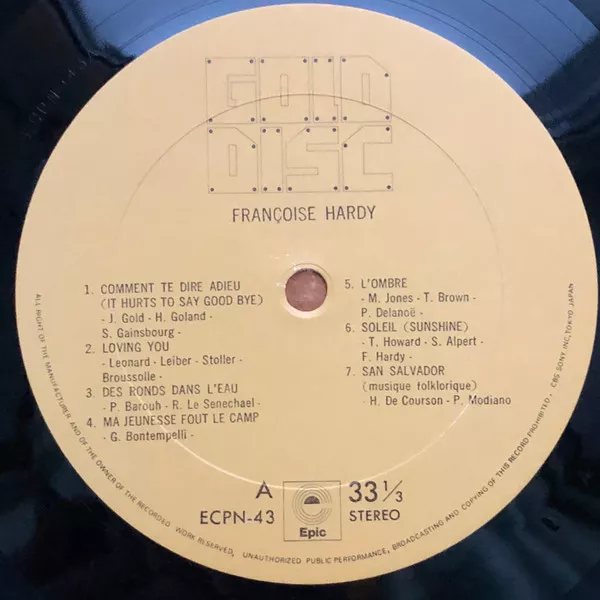 GOLD
DISC
FRANÇOISE HARDY
1. COMMENT TE DIRE ADIEU
(IT HURTS TO SAY GOOD BYE)
- J. Gold - H. Goland -
S. Gainsbourg -
2. LOVING YOU
- Leonard - Leiber - Stoller -
Broussolle -
3. DES RONDS DANS L'EAU
- P. Barouh - R. Le Senechael -
4. MA JEUNESSE FOUT LE CAMP
- G. Bontempelli -
5. L'OMBRE
- M. Jones - T. Brown -
P. Delanoë -
6. SOLEIL (SUNSHINE)
- T. Howard - S. Alpert -
F. Hardy -
7. SAN SALVADOR
(musique folklorique)
- H. De Courson - P. Modiano
A
ECPN-43
Epic
33 1/3
STEREO
ALL RIGHT OF THE MANUFACTURER AND OF THE OWNER OF THE RECORDED WORK RESERVED, UNAUTHORIZED PUBLIC PERFORMANCE, BROADCASTING AND COPYING OF THIS RECORD PROHIBITED. CBS SONY INC, TOKYO JAPAN